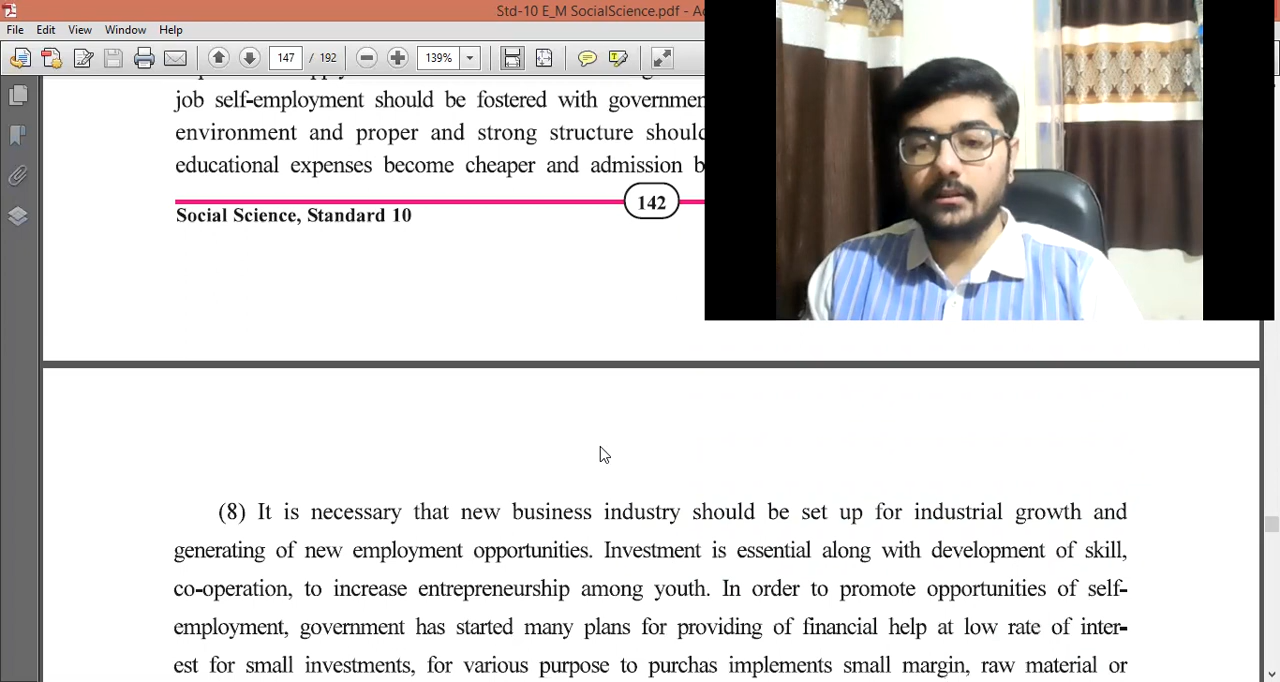 Std-10 E_M SocialScience.pdf - A
File Edit View Window Help
147 / 192 139%
job self-employment should be fostered with governmen
environment and proper and strong structure shoul
educational expenses become cheaper and admission b
142
Social Science, Standard 10
(8) It is necessary that new business industry should be set up for industrial growth and
generating of new employment opportunities. Investment is essential along with development of skill,
co-operation, to increase entrepreneurship among youth. In order to promote opportunities of self-
employment, government has started many plans for providing of financial help at low rate of inter-
est for small investments, for various purpose to purchas implements small margin, raw material or